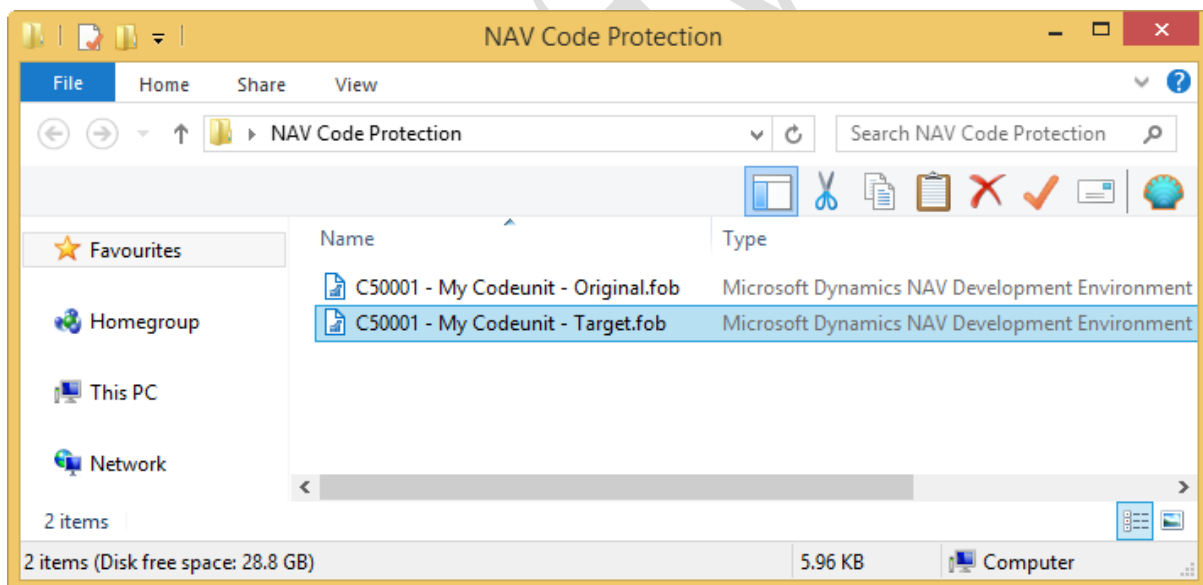 NAV Code Protection
File Home Share View
NAV Code Protection Search NAV Code Protection
Name Type
Favourites
C50001 - My Codeunit - Original.fob Microsoft Dynamics NAV Development Environment
C50001 - My Codeunit - Target.fob Microsoft Dynamics NAV Development Environment
Homegroup
This PC
Network
2 items
2 items (Disk free space: 28.8 GB) 5.96 KB Computer